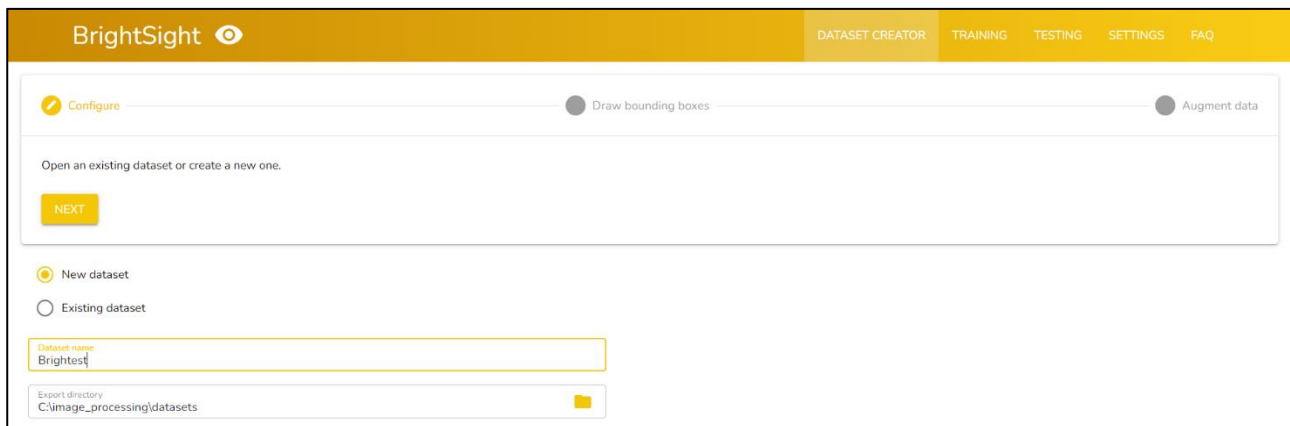 BrightSight
DATASET CREATOR TRAINING TESTING SETTINGS FAQ
Configure Draw bounding boxes Augment data
Open an existing dataset or create a new one.
NEXT
New dataset
Existing dataset
Dataset name
Brightest
Export directory
C:\image_processing\datasets